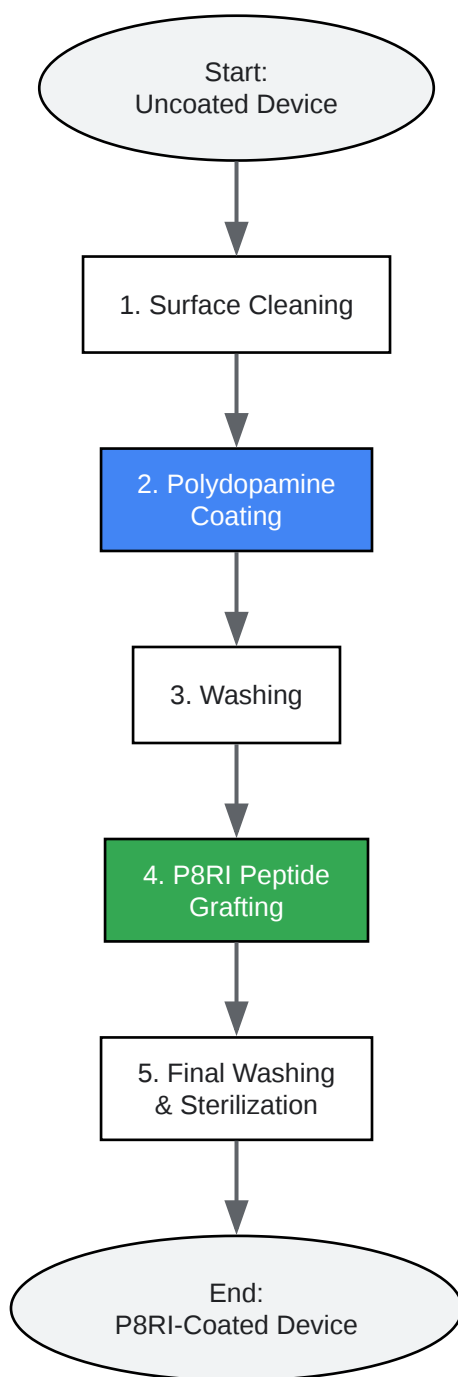 Start:
Uncoated Device
1. Surface Cleaning
2. Polydopamine
Coating
3. Washing
4. P8RI Peptide
Grafting
5. Final Washing
& Sterilization
End:
P8RI-Coated Device